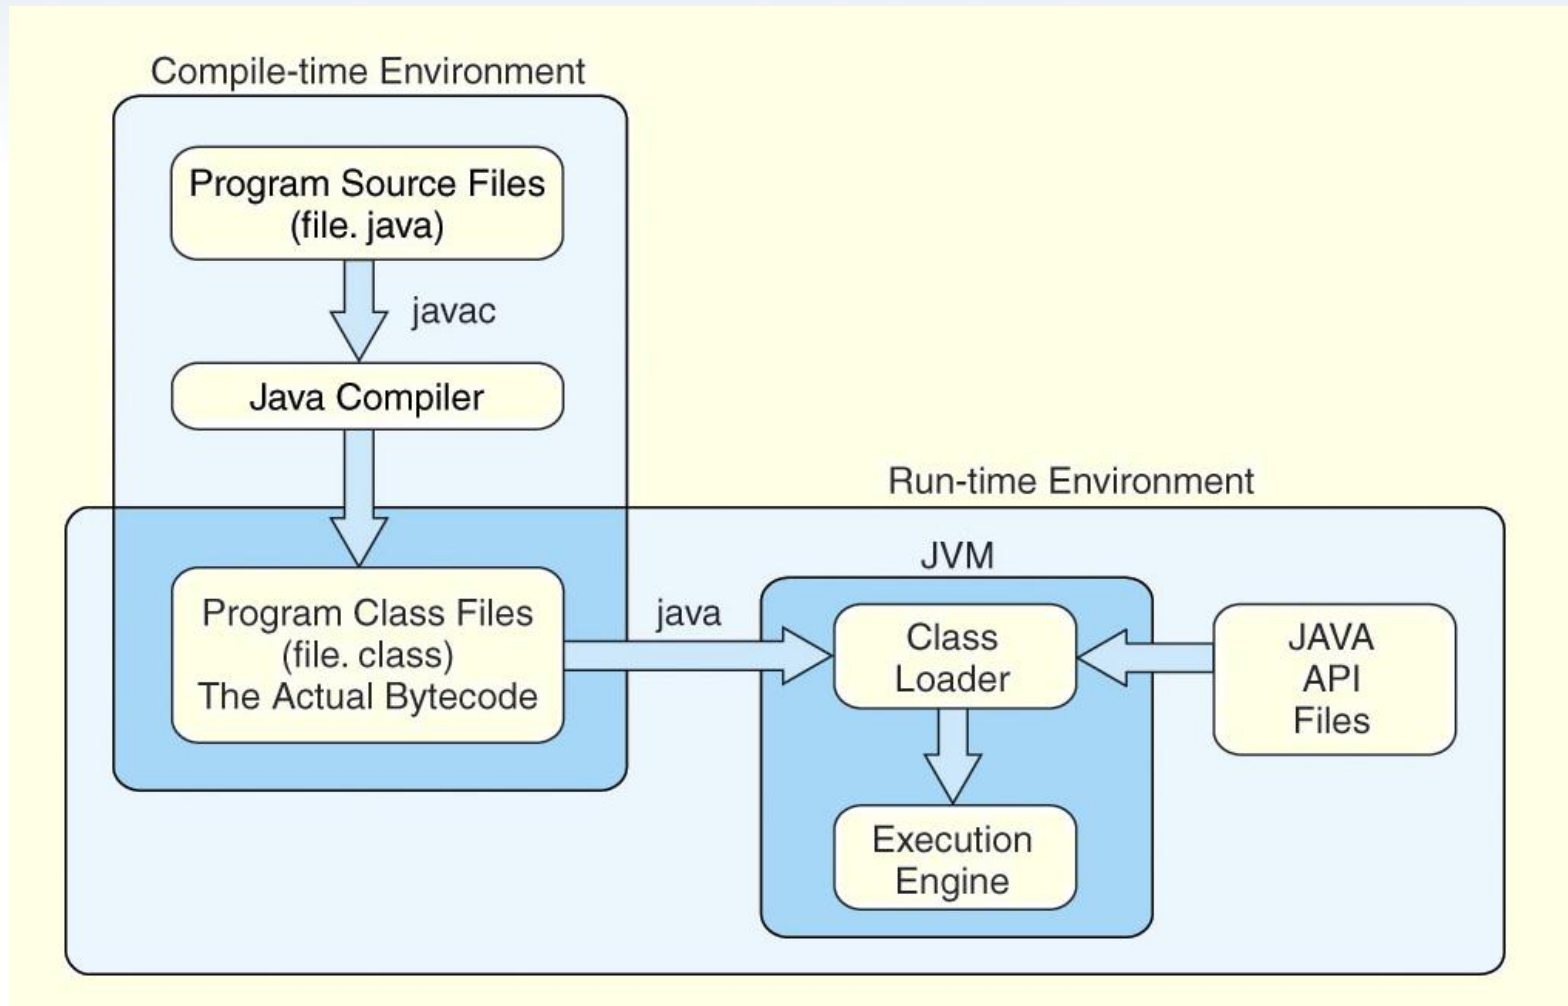 Compile-time Environment
Program Source Files
(file. java)
javac
Java Compiler
Run-time Environment
JVM
Program Class Files
(file. class)
The Actual Bytecode
java
Class
Loader
JAVA
API
Files
Execution
Engine